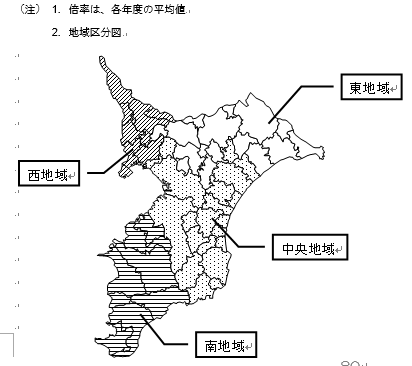 （注） 1．倍率は、各年度の平均値。
2．地域区分図。
東地域
西地域
中央地域
南地域